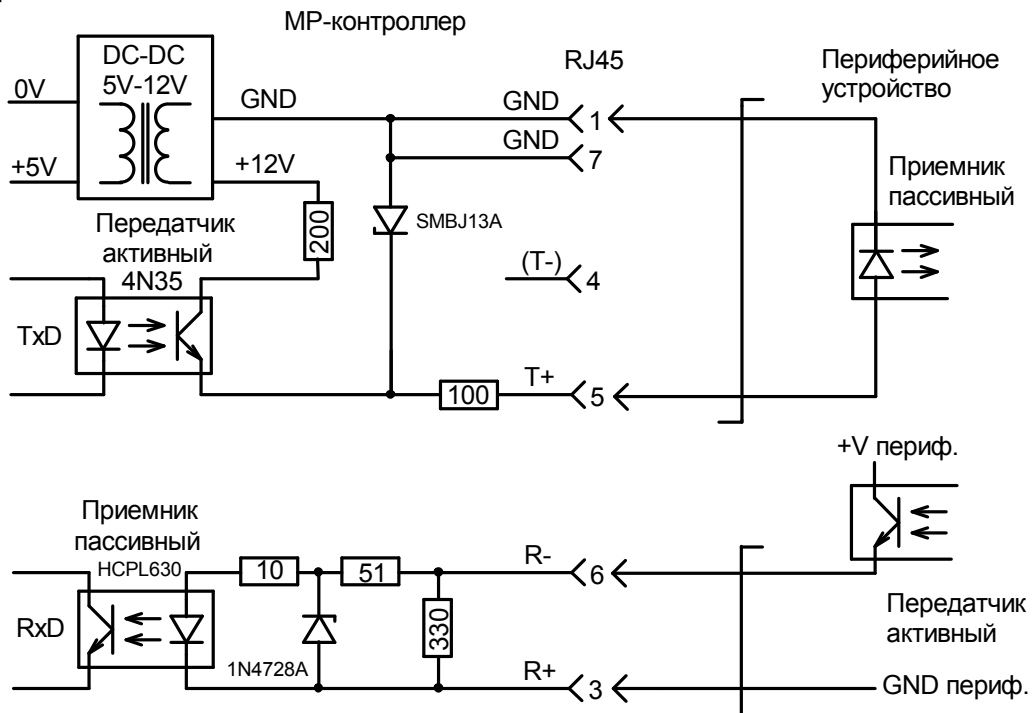 МР-контроллер
DC-DC
5V-12V
0V
+5V
GND
+12V
200
Передатчик
активный
4N35
TxD
SMBJ13A
100
RJ45
GND
1
GND
7
(T-)
4
T+
5
Периферийное
устройство
Приемник
пассивный
+V периф.
Приемник
пассивный
HCPL630
RxD
10
51
330
1N4728A
R-
6
R+
3
Передатчик
активный
GND периф.